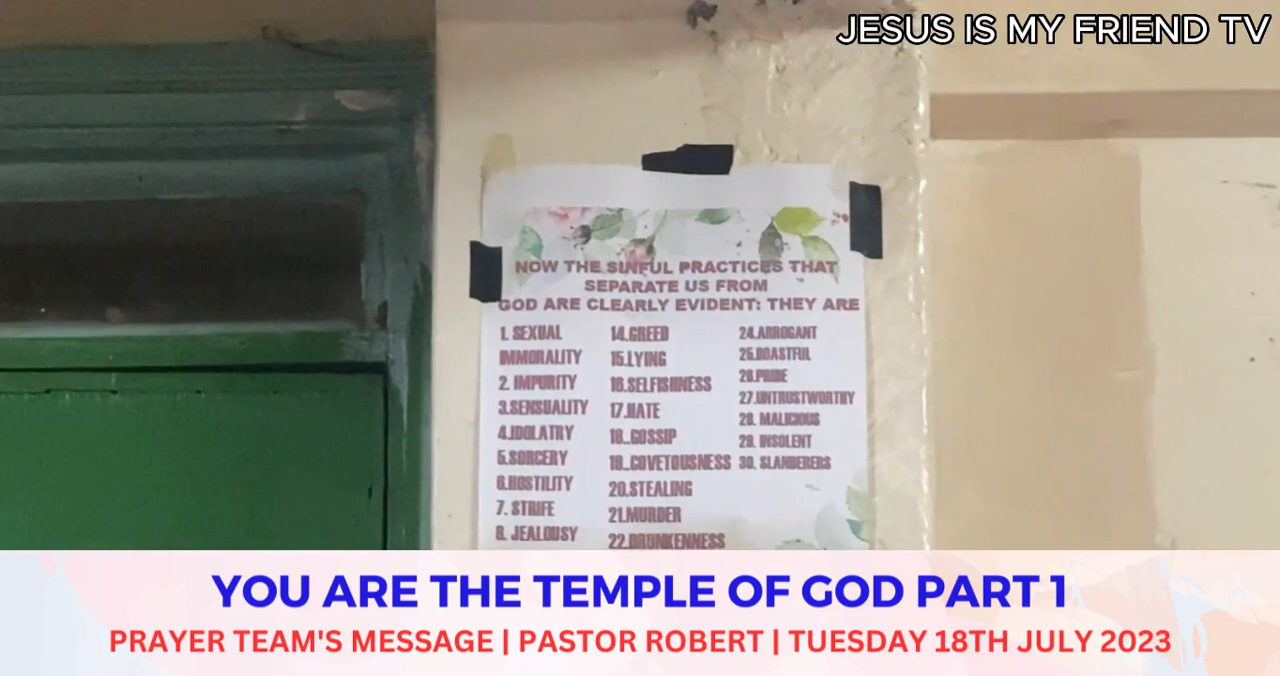 JESUS IS MY FRIEND TV
NOW THE SINFUL PRACTICES THAT
SEPARATE US FROM
GOD ARE CLEARLY EVIDENT: THEY ARE
1. SEXUAL
IMMORALITY
2. IMPURITY
3.SENSUALITY
4.IDOLATRY
5.SORCERY
6.HOSTILITY
7. STRIFE
8. JEALOUSY
14.GREED
15.LYING
16.SELFISHNESS
17.HATE
18..GOSSIP
19..COVETOUSNESS
20.STEALING
21.MURDER
22.DRUNKENNESS
24.ARROGANT
25.BOASTFUL
26.PRIDE
27.UNTRUSTWORTHY
28. MALICIOUS
29. INSOLENT
30. SLANDERERS
YOU ARE THE TEMPLE OF GOD PART 1
PRAYER TEAM'S MESSAGE | PASTOR ROBERT | TUESDAY 18TH JULY 2023